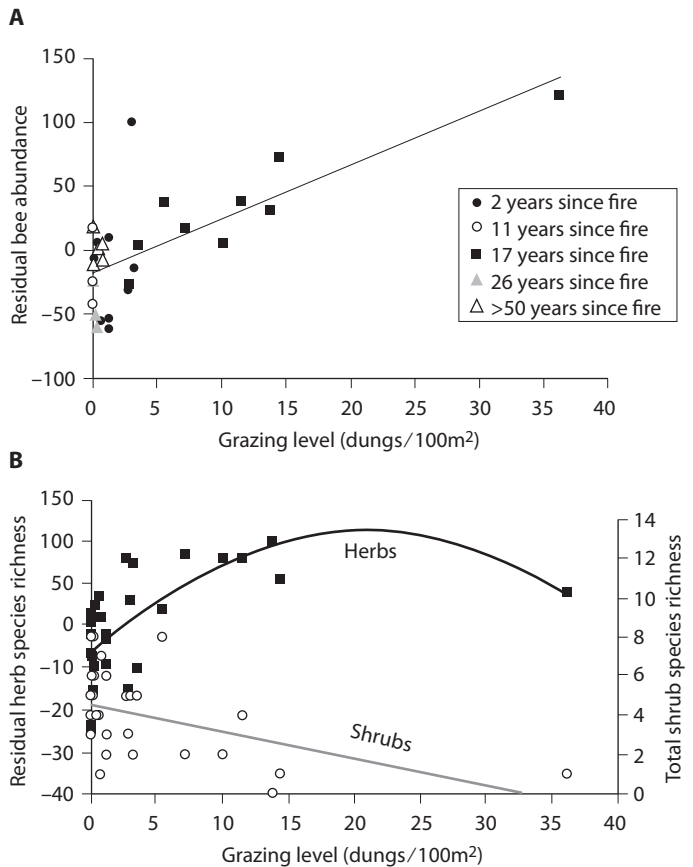 A
150
100
50
0
–50
–100
Residual bee abundance
0 5 10 15 20 25 30 35 40
Grazing level (dungs/100m²)
2 years since fire
11 years since fire
17 years since fire
26 years since fire
>50 years since fire
B
150
100
50
0
-10
-20
-30
-40
Residual herb species richness
Herbs
Shrubs
14
12
10
8
6
4
2
0
Total shrub species richness
0 5 10 15 20 25 30 35 40
Grazing level (dungs/100m²)